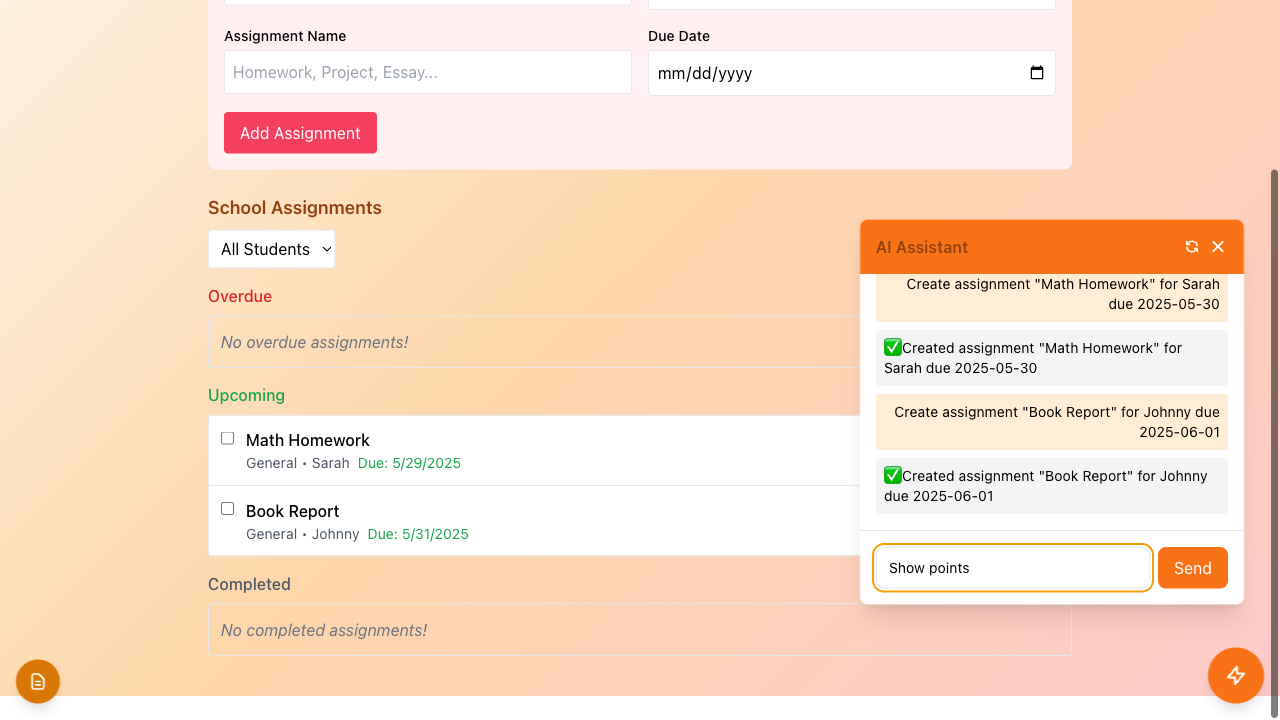 Assignment Name
Due Date
Homework, Project, Essay...
mm/dd/yyyy
Add Assignment
School Assignments
All Students
Overdue
No overdue assignments!
Upcoming
Math Homework
General • Sarah Due: 5/29/2025
Book Report
General • Johnny Due: 5/31/2025
Completed
No completed assignments!
AI Assistant
Create assignment "Math Homework" for Sarah
due 2025-05-30
✅Created assignment "Math Homework" for
Sarah due 2025-05-30
Create assignment "Book Report" for Johnny due
2025-06-01
✅Created assignment "Book Report" for Johnny
due 2025-06-01
Show points
Send